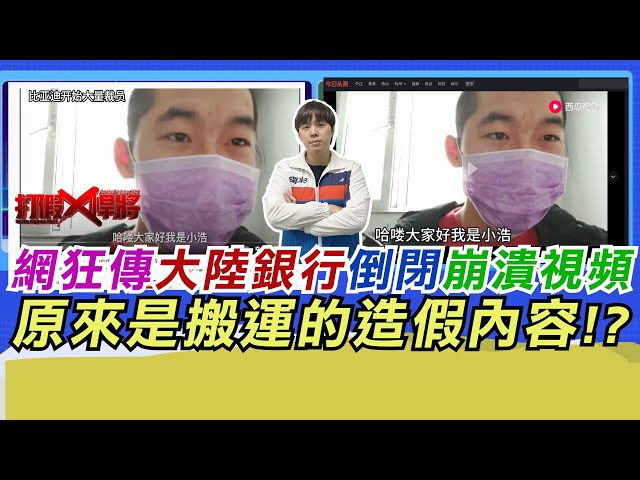 比亚迪开始大量裁员
今日头条
西瓜视频
打假X悍將
哈喽大家好我是小浩
哈喽大家好我是小浩
網狂傳大陸銀行倒閉崩潰視頻
原來是搬運的造假內容!?